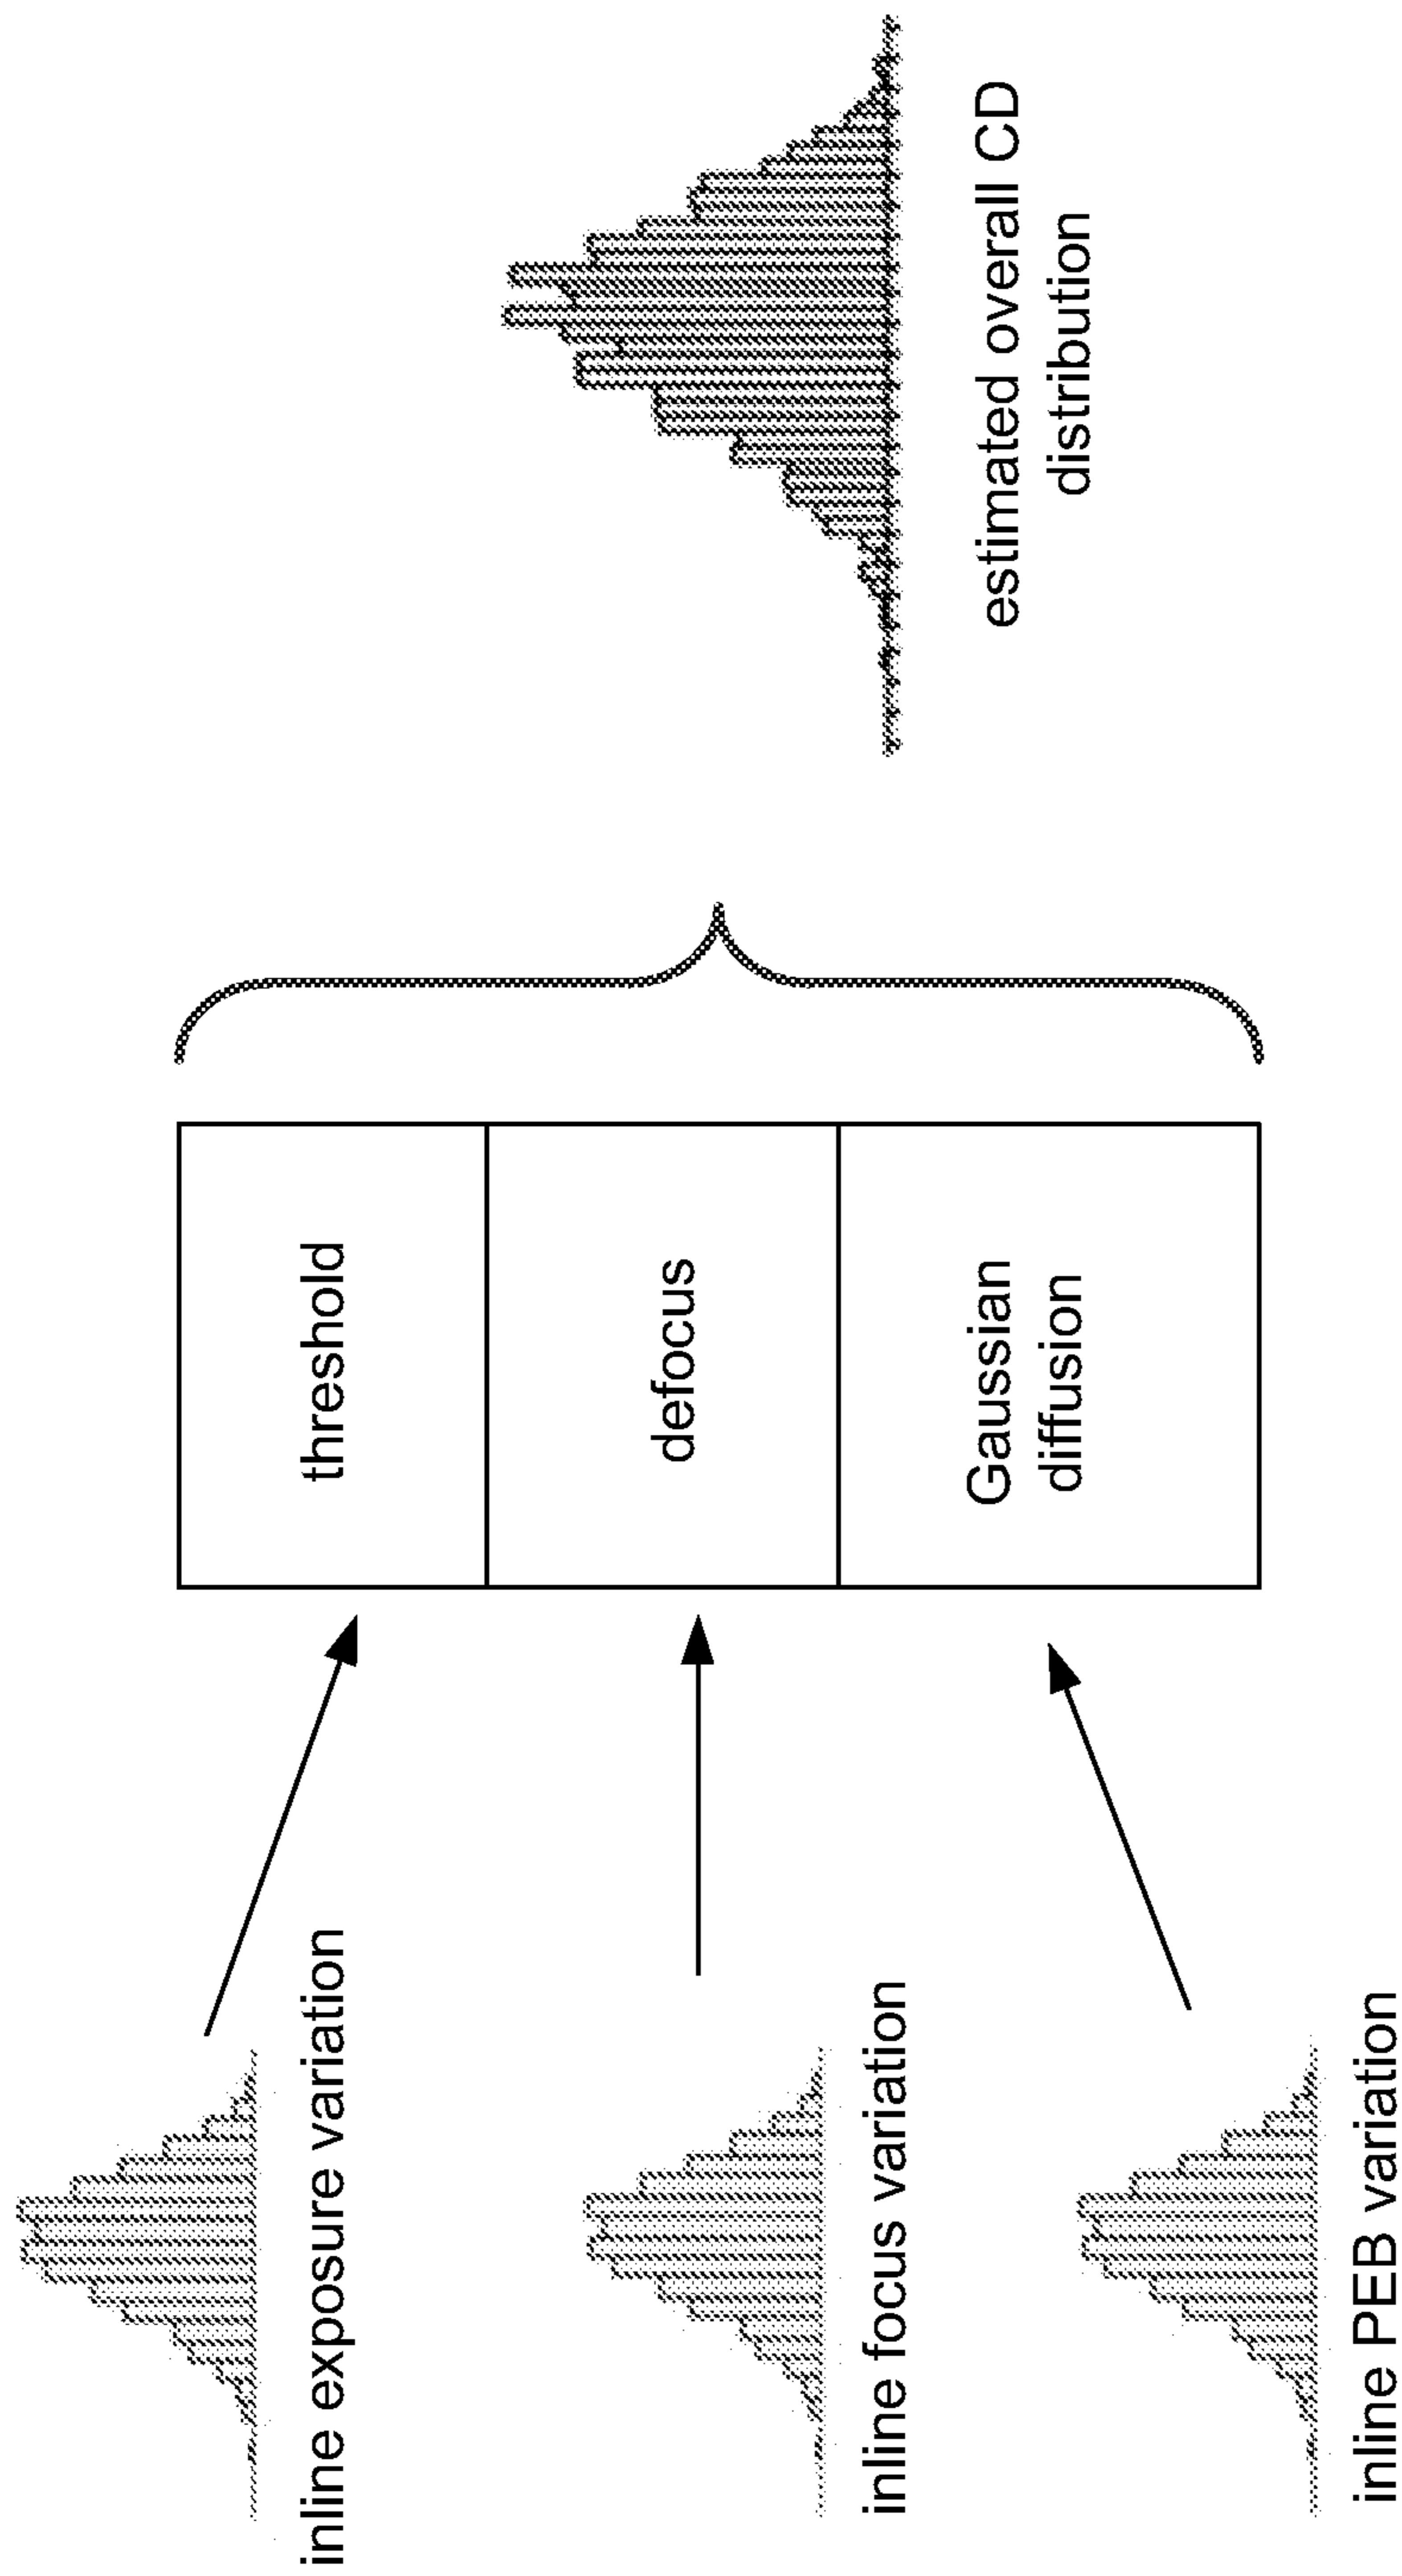 inline exposure variation
inline focus variation
inline PEB variation
threshold
defocus
Gaussian
diffusion
estimated overall CD
distribution